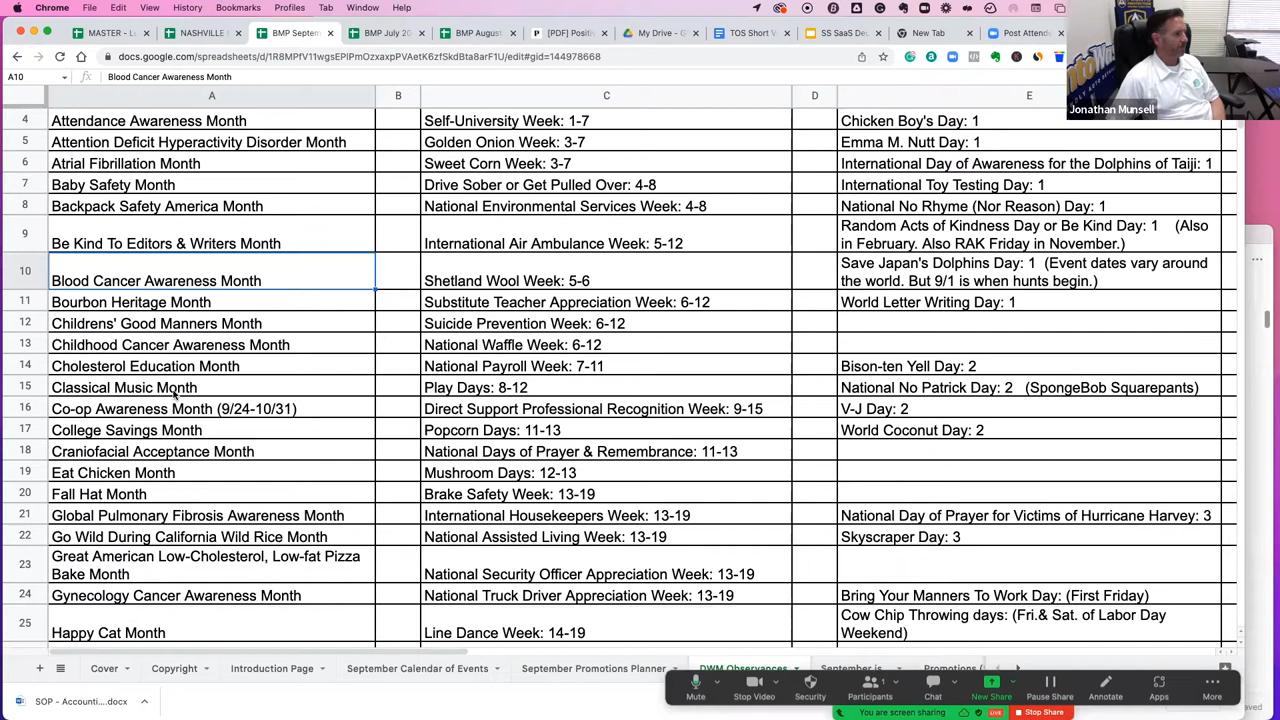 Chrome File Edit View History Bookmarks Profiles Tab Window Help
MASTER - L NASHVILLE BMP Septem BMP August My Drive - G TOS Short V S3 SaaS De New Tab Post Attende
docs.google.com/spreadsheets/d/1R8MPfV11wgsEPlPmOzxaxpPVAetK6zfSkdBta8arF1U/edit#gid=144978668
A10 fx Blood Cancer Awareness Month
Jonathan Munsell
A B C D E
4 Attendance Awareness Month Self-University Week: 1-7 Chicken Boy's Day: 1
5 Attention Deficit Hyperactivity Disorder Month Golden Onion Week: 3-7 Emma M. Nutt Day: 1
6 Atrial Fibrillation Month Sweet Corn Week: 3-7 International Day of Awareness for the Dolphins of Taiji: 1
7 Baby Safety Month Drive Sober or Get Pulled Over: 4-8 International Toy Testing Day: 1
8 Backpack Safety America Month National Environmental Services Week: 4-8 National No Rhyme (Nor Reason) Day: 1
9 Be Kind To Editors & Writers Month International Air Ambulance Week: 5-12 Random Acts of Kindness Day or Be Kind Day: 1 (Also
in February. Also RAK Friday in November.)
10 Blood Cancer Awareness Month Shetland Wool Week: 5-6 Save Japan's Dolphins Day: 1 (Event dates vary around
the world. But 9/1 is when hunts begin.)
11 Bourbon Heritage Month Substitute Teacher Appreciation Week: 6-12 World Letter Writing Day: 1
12 Childrens' Good Manners Month Suicide Prevention Week: 6-12
13 Childhood Cancer Awareness Month National Waffle Week: 6-12
14 Cholesterol Education Month National Payroll Week: 7-11 Bison-ten Yell Day: 2
15 Classical Music Month Play Days: 8-12 National No Patrick Day: 2 (SpongeBob Squarepants)
16 Co-op Awareness Month (9/24-10/31) Direct Support Professional Recognition Week: 9-15 V-J Day: 2
17 College Savings Month Popcorn Days: 11-13 World Coconut Day: 2
18 Craniofacial Acceptance Month National Days of Prayer & Remembrance: 11-13
19 Eat Chicken Month Mushroom Days: 12-13
20 Fall Hat Month Brake Safety Week: 13-19
21 Global Pulmonary Fibrosis Awareness Month International Housekeepers Week: 13-19 National Day of Prayer for Victims of Hurricane Harvey: 3
22 Go Wild During California Wild Rice Month National Assisted Living Week: 13-19 Skyscraper Day: 3
23 Great American Low-Cholesterol, Low-fat Pizza
Bake Month National Security Officer Appreciation Week: 13-19
24 Gynecology Cancer Awareness Month National Truck Driver Appreciation Week: 13-19 Bring Your Manners To Work Day: (First Friday)
25 Happy Cat Month Line Dance Week: 14-19 Cow Chip Throwing days: (Fri.& Sat. of Labor Day
Weekend)
Cover Copyright Introduction Page September Calendar of Events September Promotions Planner DWM Observances September is Promotions
Mute Stop Video Security Participants 1 Chat New Share Pause Share Annotate Apps More
SOP - Accounti....docx You are screen sharing LIVE Stop Share